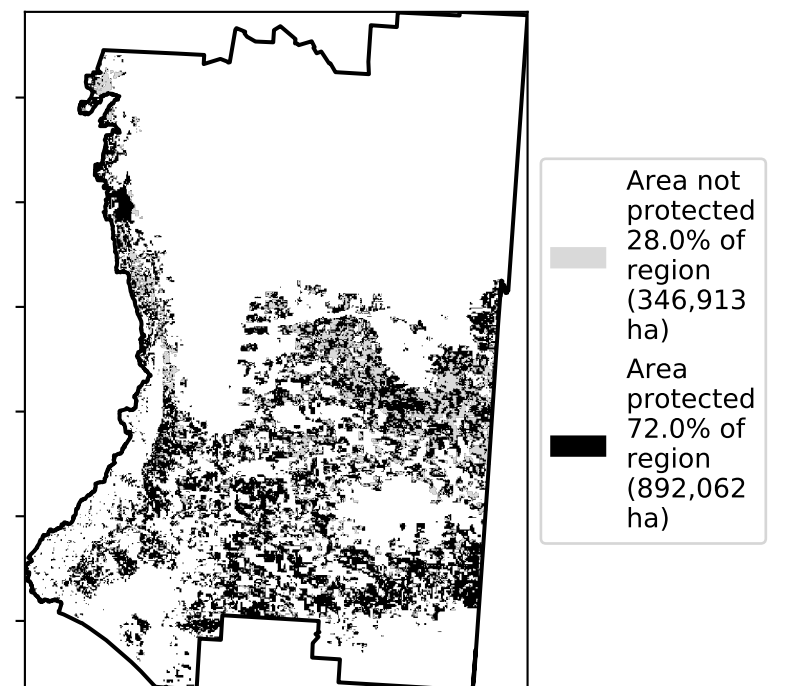 Area not
protected
28.0% of
region
(346,913
ha)
Area
protected
72.0% of
region
(892,062
ha)